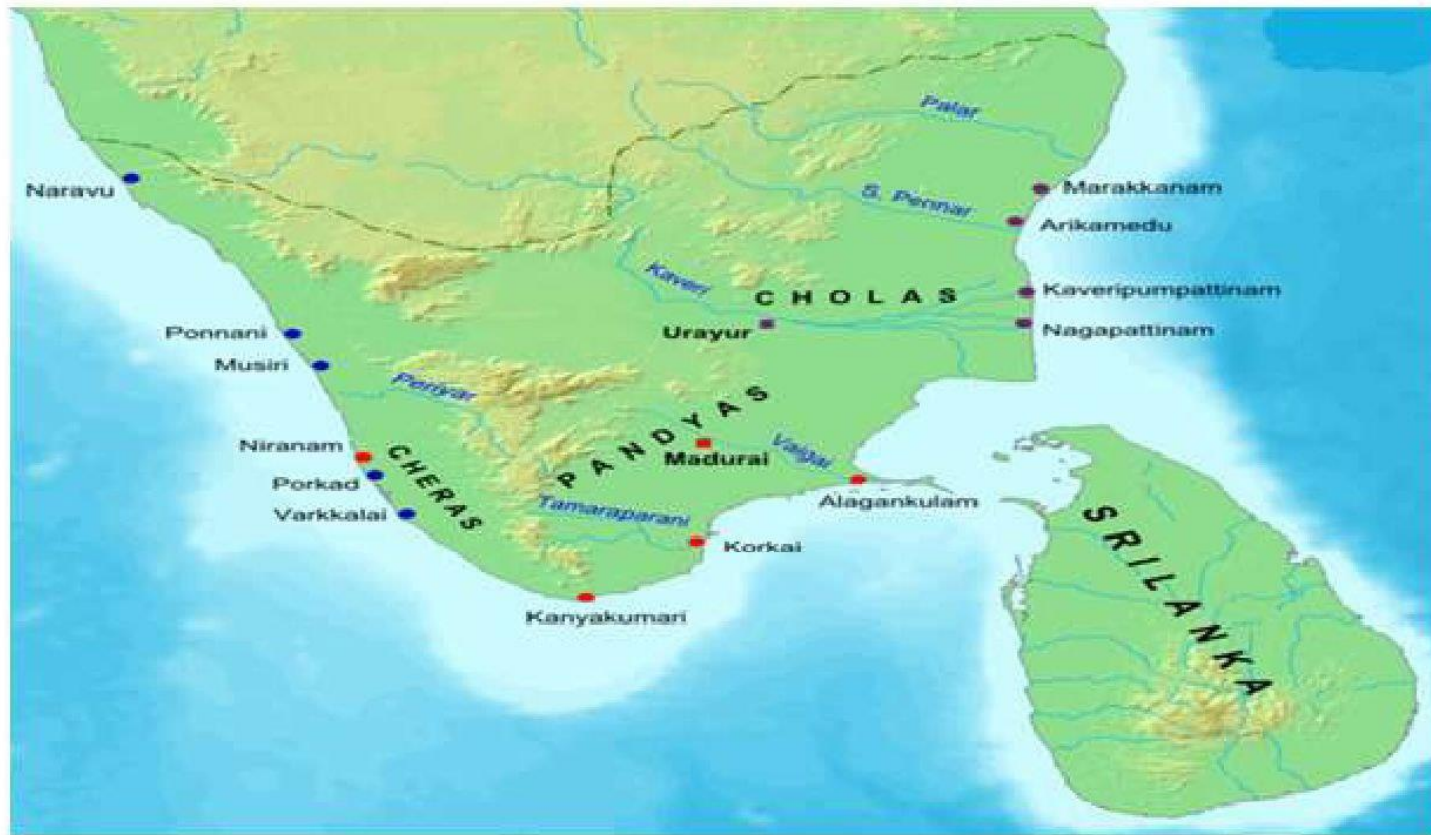 Palar
Naravu
Marakkanam
S. Pennar
Arikamedu
Kaveri
CHOLAS
Kaveripumpattinam
Ponnani
Urayur
Nagapattinam
Musiri
Periyar
PANDYAS
Niranam
CHERAS
Madurai
Vaigai
Porkad
Alagankulam
Varkkalai
Tamaraparani
SRILANKA
Korkai
Kanyakumari